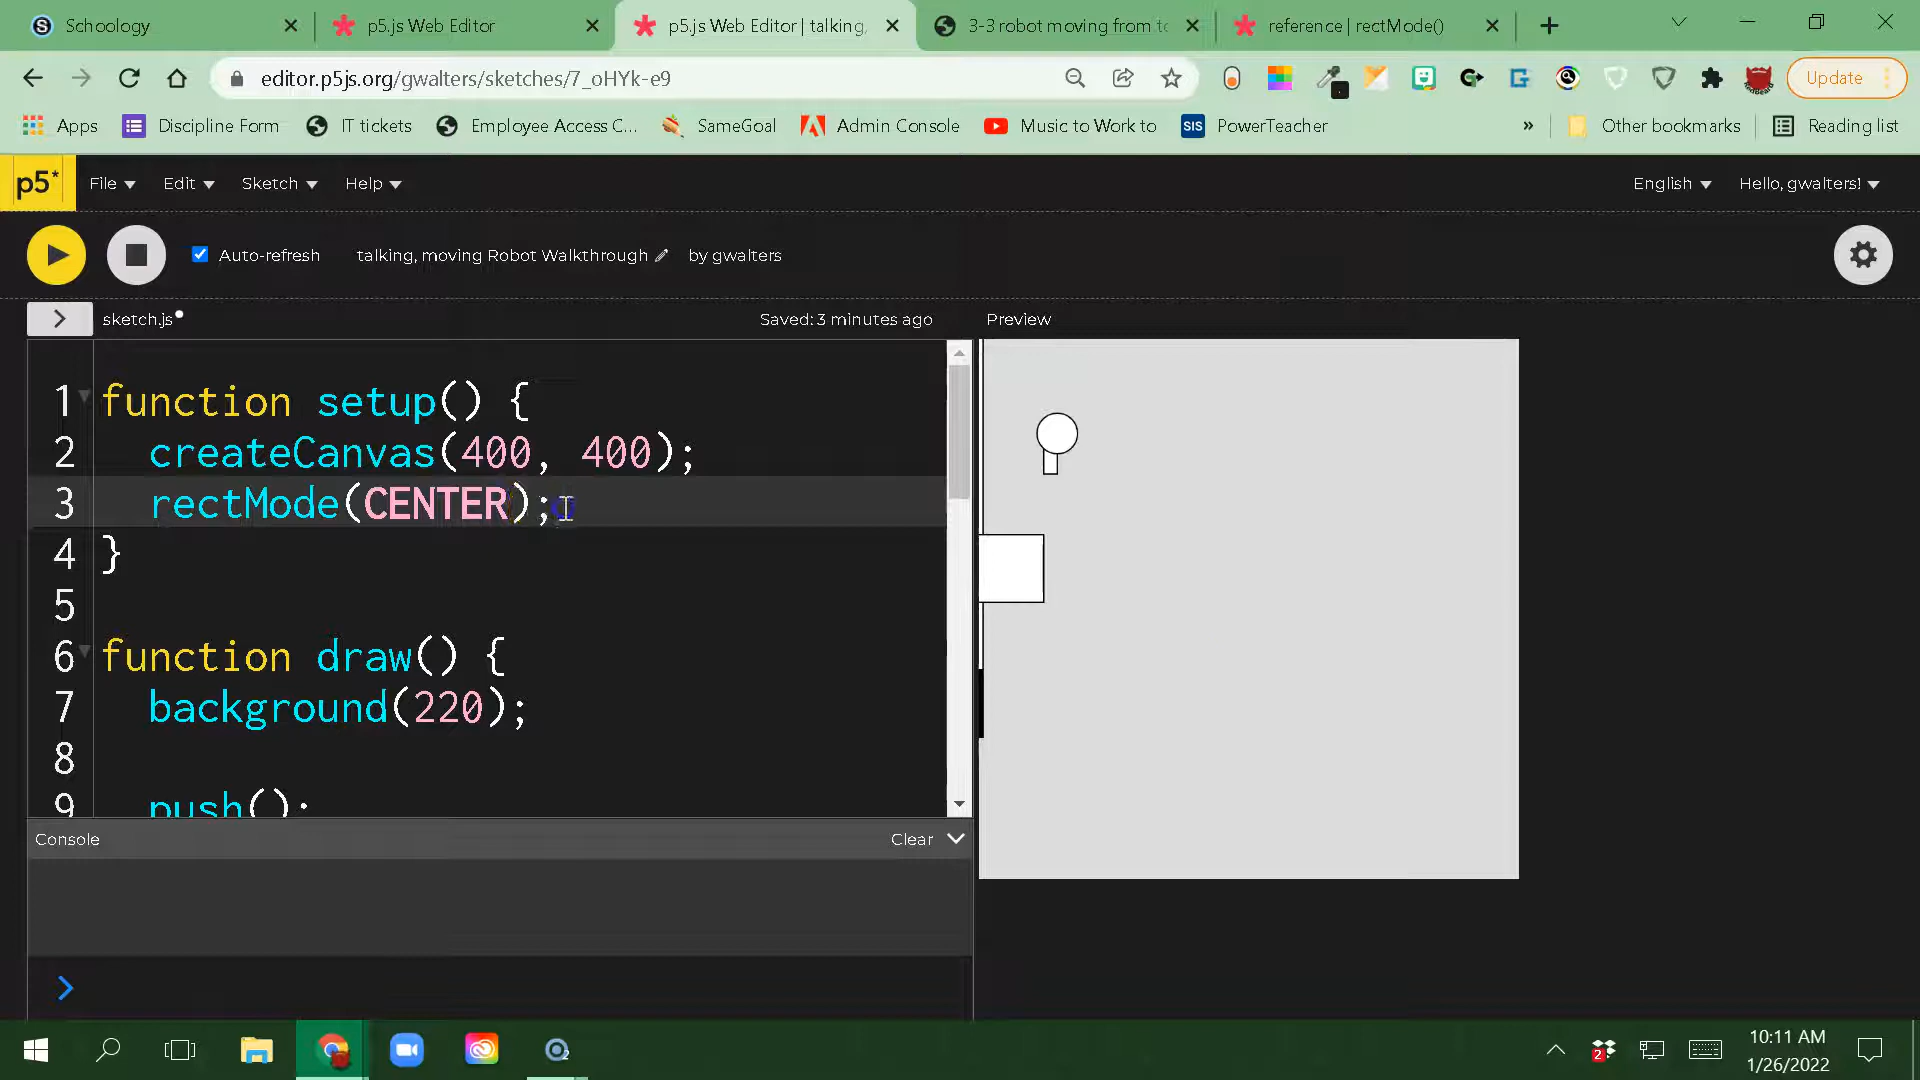 Schoology
p5.js Web Editor
p5.js Web Editor | talking,
3-3 robot moving from to
reference | rectMode()
editor.p5js.org/gwalters/sketches/7_oHYk-e9
Update
Apps
Discipline Form
IT tickets
Employee Access C...
SameGoal
Admin Console
Music to Work to
SIS
PowerTeacher
»
Other bookmarks
Reading list
p5*
File
Edit
Sketch
Help
English
Hello, gwalters!
Auto-refresh
talking, moving Robot Walkthrough
by gwalters
sketch.js
Saved: 3 minutes ago
Preview
1 function setup() {
2 createCanvas(400, 400);
3 rectMode(CENTER);
4 }
5
6 function draw() {
7 background(220);
8
9 push();
Console
Clear
10:11 AM
1/26/2022
2
2